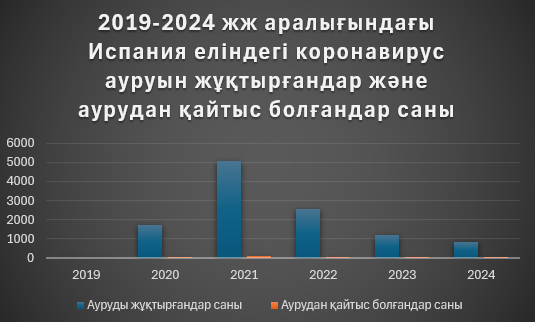 2019-2024 жж аралығындағы
Испания еліндегі коронавирус
ауруын жұқтырғандар және
аурудан қайтыс болғандар саны
6000
5000
4000
3000
2000
1000
0
2019 2020 2021 2022 2023 2024
Ауруды жұқтырғандар саны Аурудан қайтыс болғандар саны